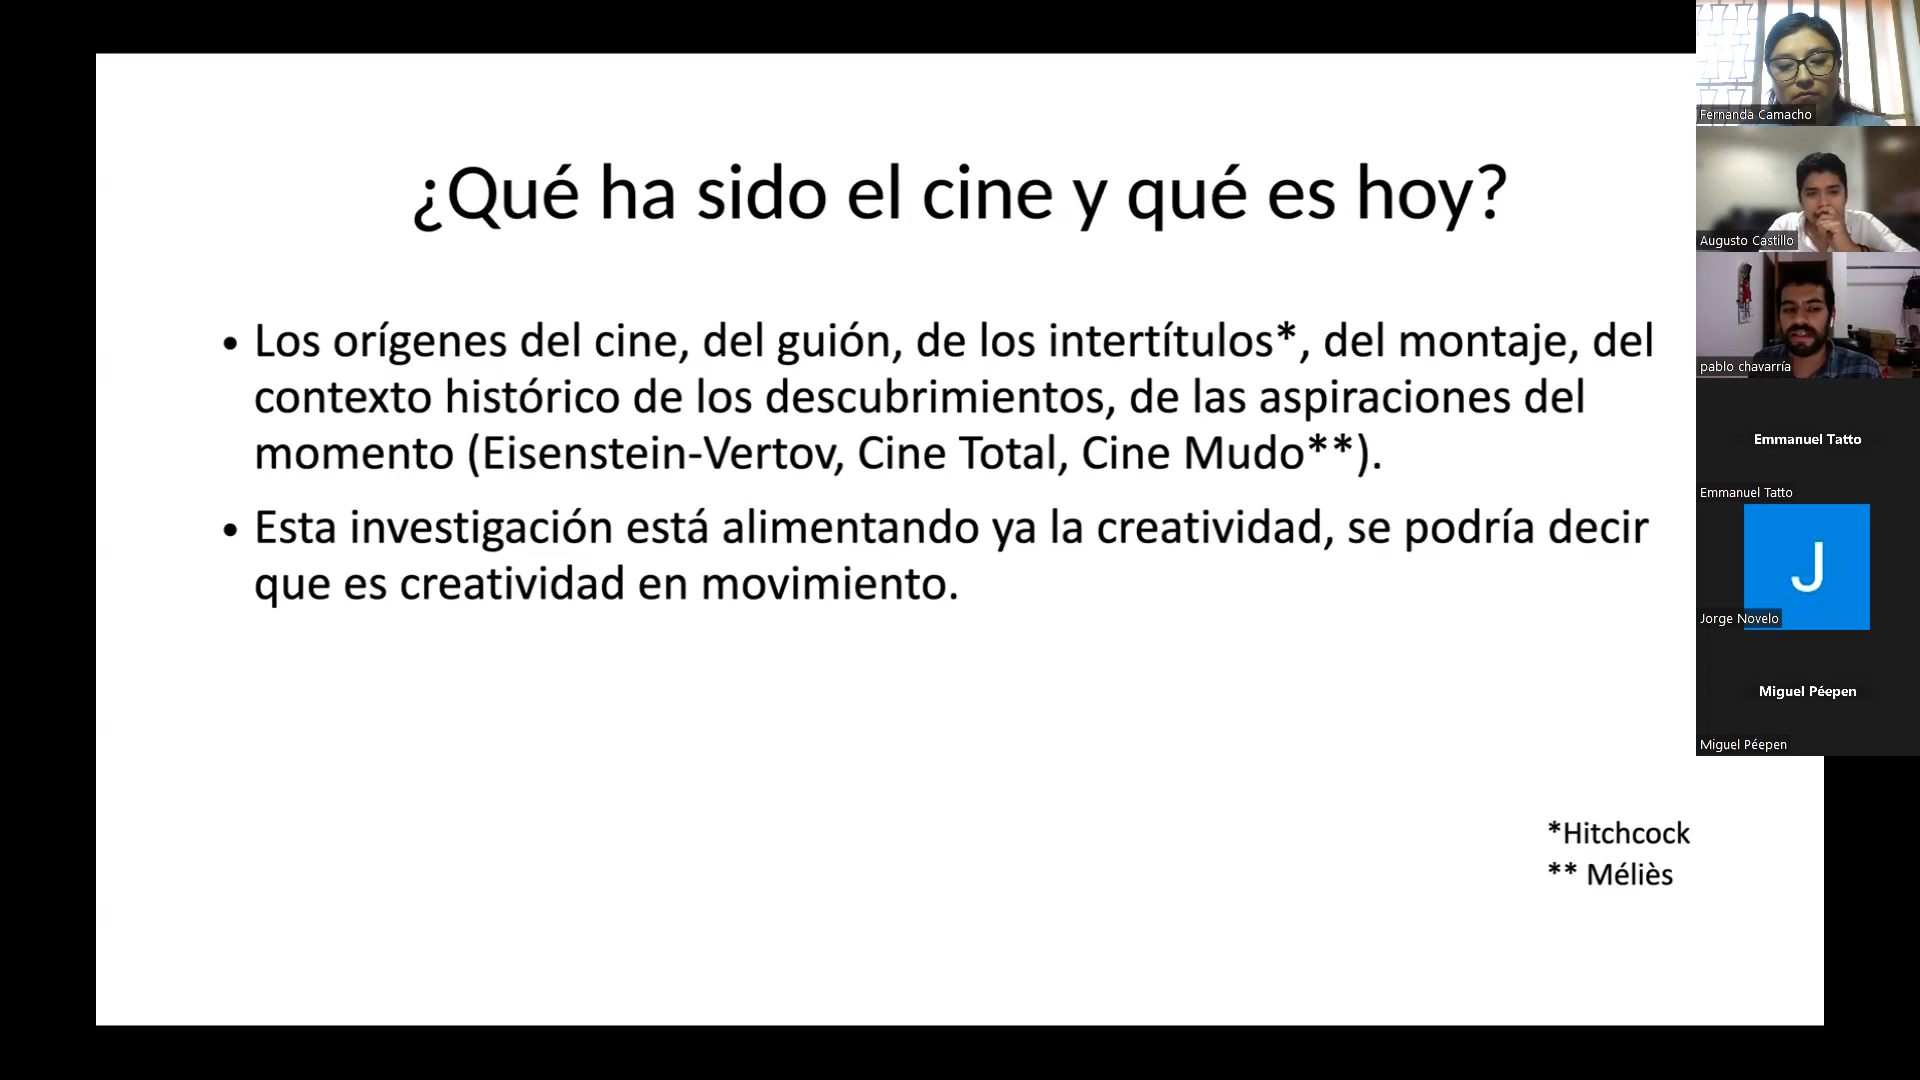 ¿Qué ha sido el cine y qué es hoy?
• Los orígenes del cine, del guión, de los intertítulos*, del montaje, del
contexto histórico de los descubrimientos, de las aspiraciones del
momento (Eisenstein-Vertov, Cine Total, Cine Mudo**).
• Esta investigación está alimentando ya la creatividad, se podría decir
que es creatividad en movimiento.
*Hitchcock
** Méliès
Fernanda Camacho
Augusto Castillo
pablo chavarría
Emmanuel Tatto
Emmanuel Tatto
J
Jorge Novelo
Miguel Péepen
Miguel Péepen